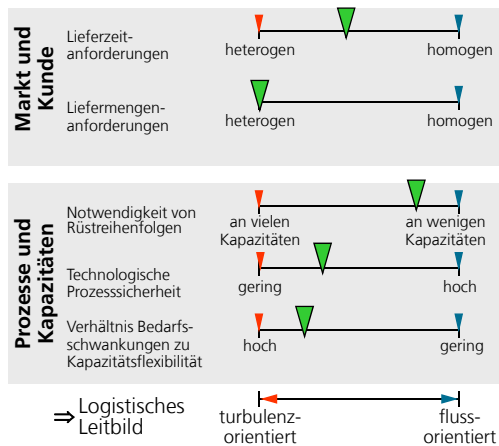 Markt und
Kunde
Lieferzeit-
anforderungen
heterogen
homogen
Liefermengen-
anforderungen
heterogen
homogen
Prozesse und
Kapazitäten
Notwendigkeit von
Rüstreihenfolgen
an vielen
Kapazitäten
an wenigen
Kapazitäten
Technologische
Prozesssicherheit
gering
hoch
Verhältnis Bedarfs-
schwankungen zu
Kapazitätsflexibilität
hoch
gering
⇒ Logistisches
Leitbild
turbulenz-
orientiert
fluss-
orientiert